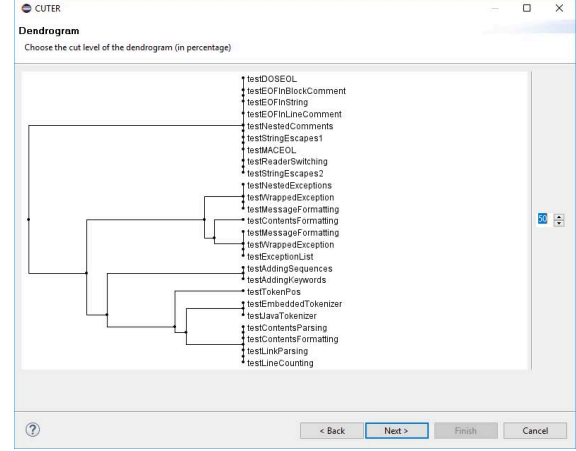 CUTER
Dendrogram
Choose the cut level of the dendrogram (in percentage)
testDOSEOL
testEOFInBlockComment
testEOFInString
testEOFInLineComment
testNestedComments
testStringEscapes1
testMACEOL
testReaderSwitching
testStringEscapes2
testNestedExceptions
testWrappedException
testMessageFormatting
testContentsFormatting
testMessageFormatting
testWrappedException
testExceptionList
testAddingSequences
testAddingKeywords
testTokenPos
testEmbeddedTokenizer
testJavaTokenizer
testContentsParsing
testContentsFormatting
testLinkParsing
testLineCounting
50
?
< Back
Next >
Finish
Cancel